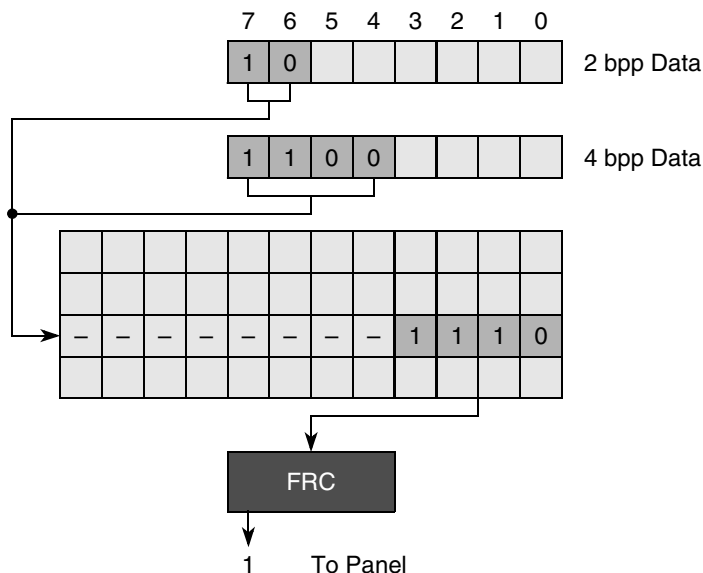 7 6 5 4 3 2 1 0
1 0 2 bpp Data
1 1 0 0 4 bpp Data
– – – – – – – – 1 1 1 0
FRC
1 To Panel